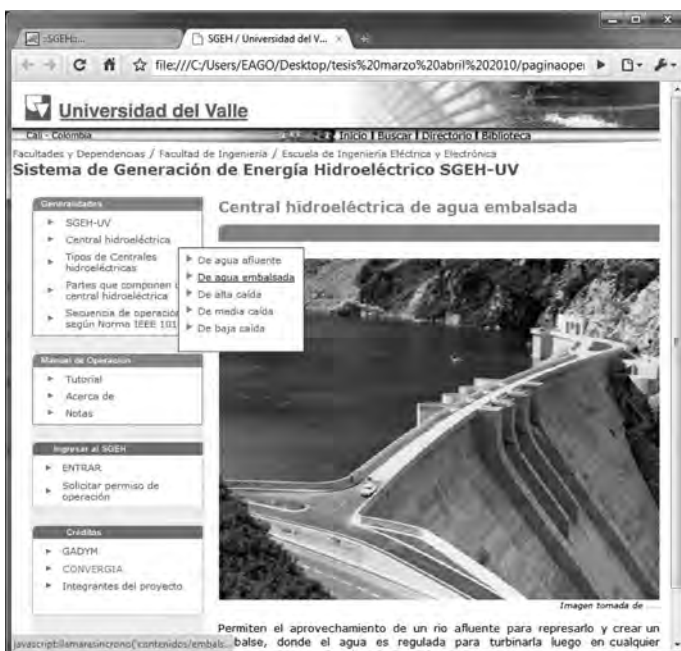 ::SGEH::...
SGEH / Universidad del V...
file:///C:/Users/EAGO/Desktop/tesis%20marzo%20abril%202010/paginaope
Universidad del Valle
Cali - Colombia
Inicio | Buscar | Directorio | Biblioteca
Facultades y Dependencias / Facultad de Ingeniería / Escuela de Ingeniería Eléctrica y Electrónica
Sistema de Generación de Energía Hidroeléctrico SGEH-UV
Generalidades
SGEH-UV
Central hidroeléctrica
Tipos de Centrales
hidroeléctricas
Partes que componen
central hidroeléctrica
Secuencia de operación
según Norma IEEE 101
De agua afluente
De agua embalsada
De alta caída
De media caída
De baja caída
Manual de Operación
Tutorial
Acerca de
Notas
Ingresar al SGEH
ENTRAR
Solicitar permiso de
operación
Créditos
GADYM
CONVERGIA
Integrantes del proyecto
Central hidroeléctrica de agua embalsada
Imagen tomada de ....
Permiten el aprovechamiento de un rio afluente para represarlo y crear un
balse, donde el agua es regulada para turbinarla luego en cualquier
javascript:llamarasincrono('contenidos/embals...